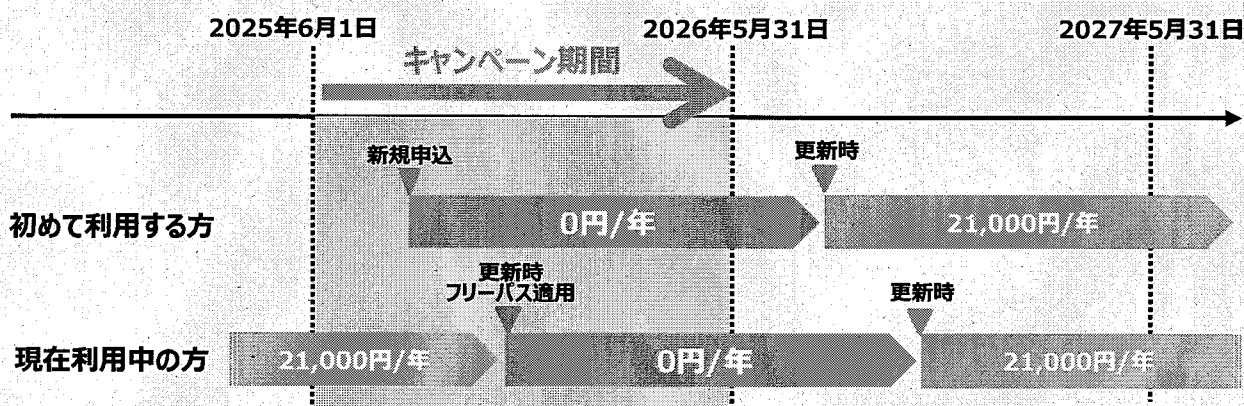 2025年6月1日
2026年5月31日
2027年5月31日
キャンペーン期間
新規申込
更新時
初めて利用する方
0円/年
21,000円/年
更新時
フリーパス適用
更新時
現在利用中の方
21,000円/年
0円/年
21,000円/年